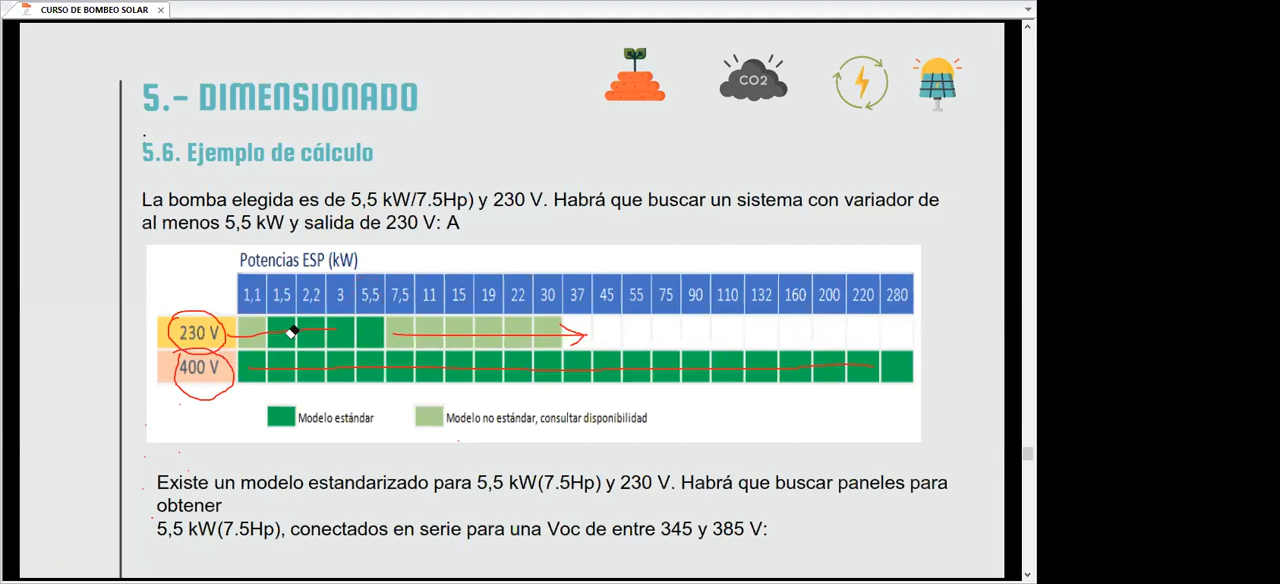 CURSO DE BOMBEO SOLAR
CO2
5.- DIMENSIONADO
5.6. Ejemplo de cálculo
La bomba elegida es de 5,5 kW/7.5Hp) y 230 V. Habrá que buscar un sistema con variador de
al menos 5,5 kW y salida de 230 V: A
Potencias ESP (kW)
1,1 1,5 2,2 3 5,5 7,5 11 15 19 22 30 37 45 55 75 90 110 132 160 200 220 280
230 V
400 V
Modelo estándar Modelo no estándar, consultar disponibilidad
Existe un modelo estandarizado para 5,5 kW(7.5Hp) y 230 V. Habrá que buscar paneles para
obtener
5,5 kW(7.5Hp), conectados en serie para una Voc de entre 345 y 385 V: